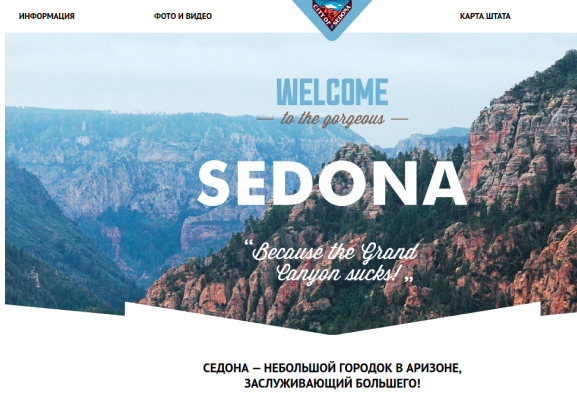 ИНФОРМАЦИЯ
ФОТО И ВИДЕО
CITY OF SEDONA
КАРТА ШТАТА
WELCOME
— to the gorgeous —
SEDONA
“Because the Grand
Canyon sucks!„
СЕДОНА — НЕБОЛЬШОЙ ГОРОДОК В АРИЗОНЕ,
ЗАСЛУЖИВАЮЩИЙ БОЛЬШЕГО!